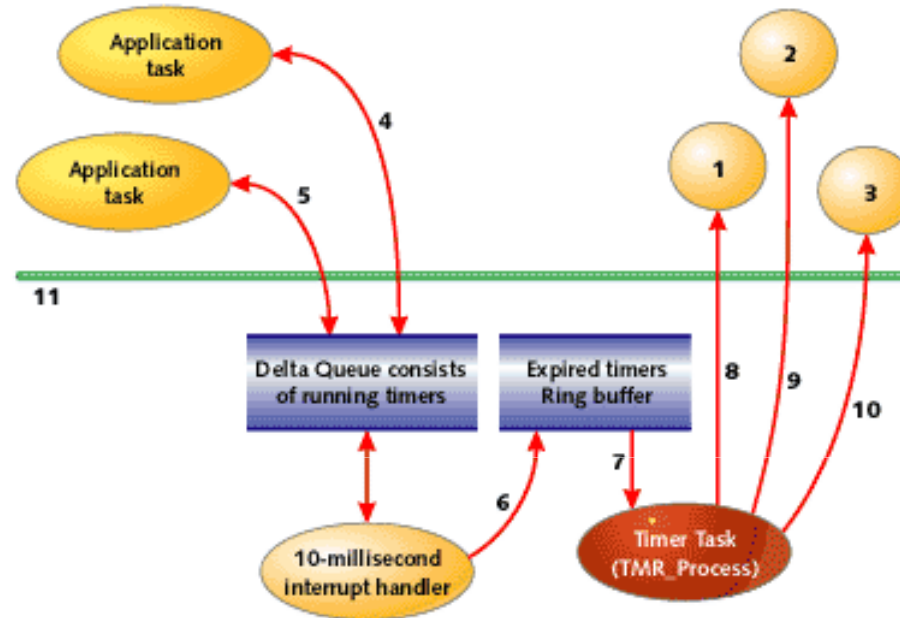 Application
task
4
Application
task
5
1
2
3
11
Delta Queue consists
of running timers
Expired timers
Ring buffer
8
9
10
6
7
10-millisecond
interrupt handler
Timer Task
(TMR_Process)